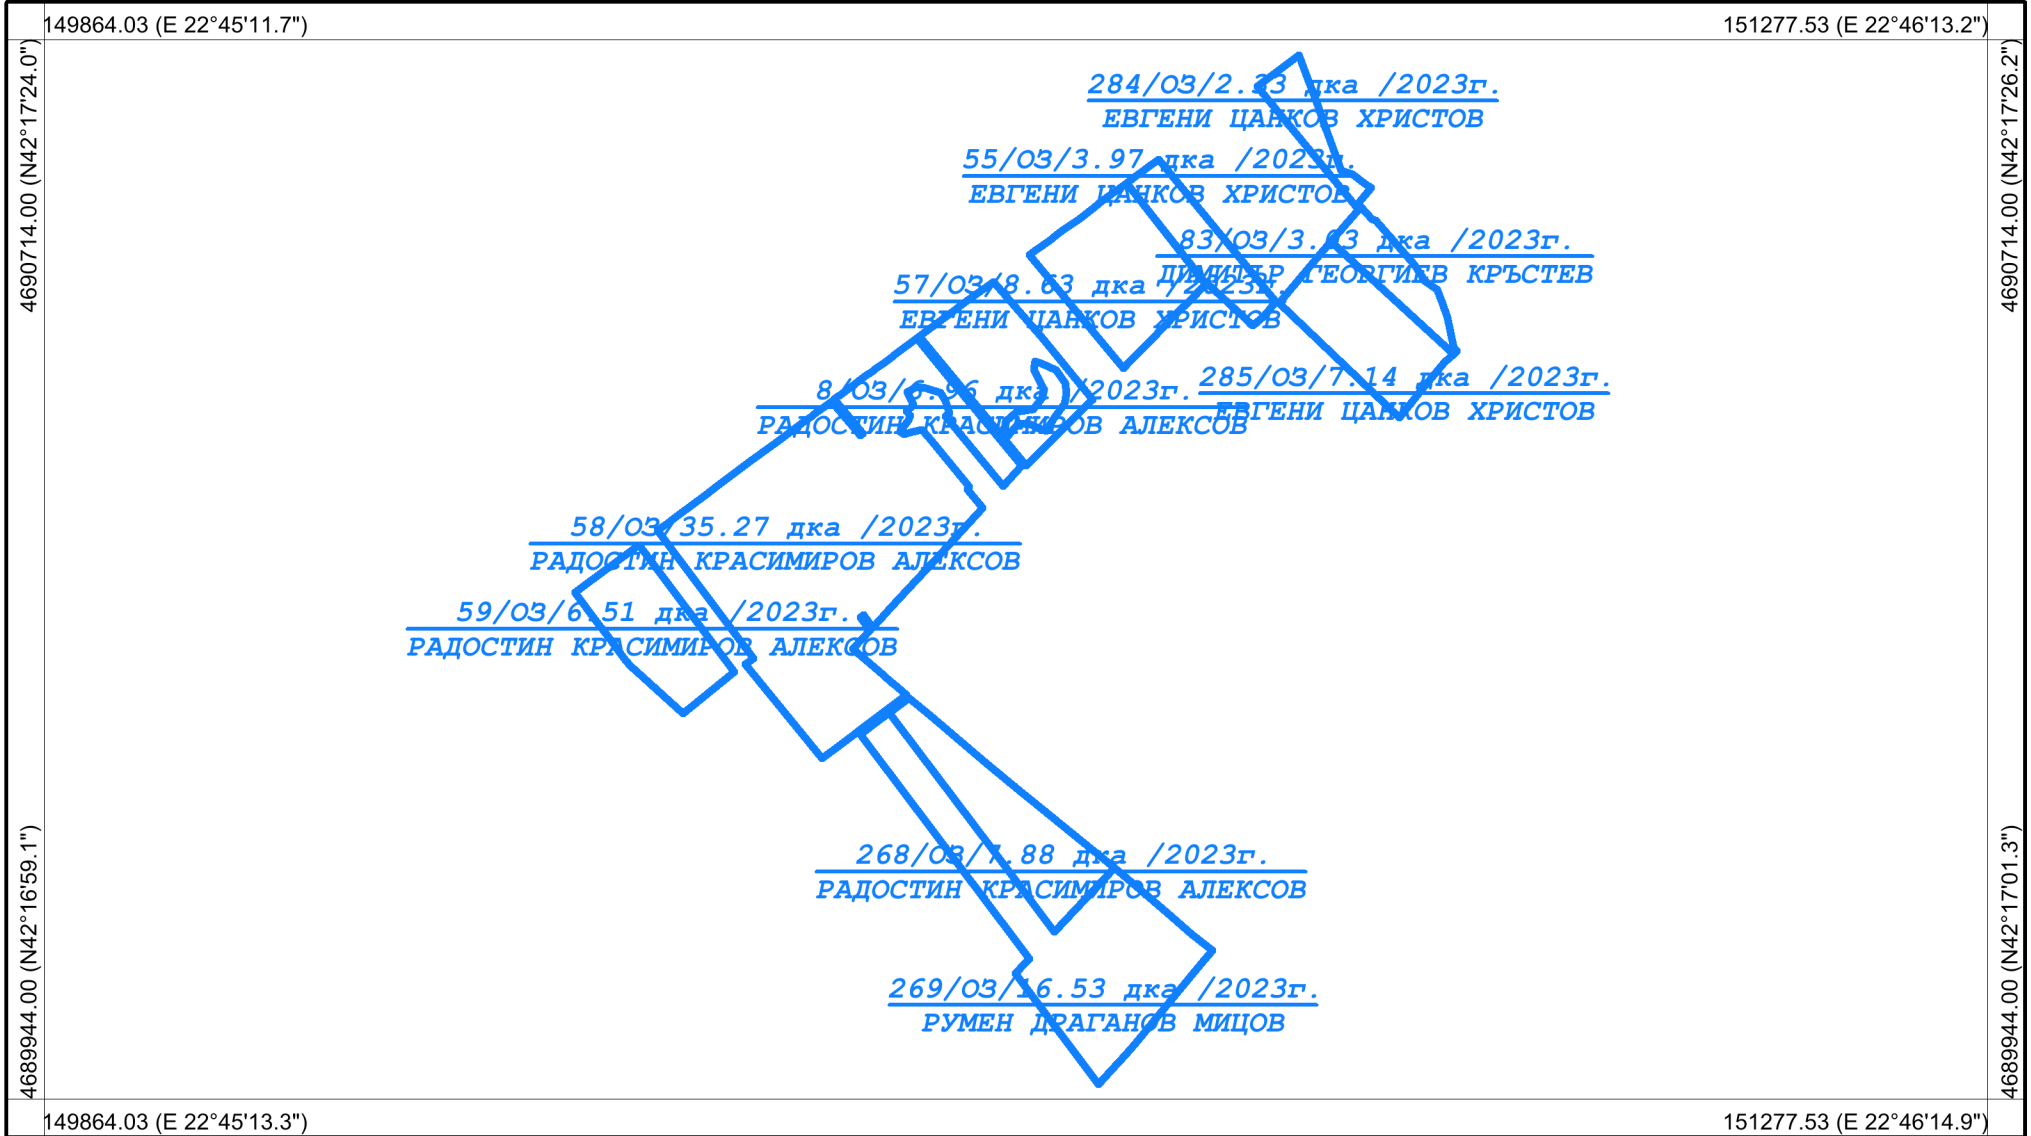 149864.03 (E 22°45'11.7")
151277.53 (E 22°46'13.2")
4690714.00 (N42°17'24.0")
4690714.00 (N42°17'26.2")
284/ОЗ/2.33 дка /2023г.
ЕВГЕНИ ЦАНКОВ ХРИСТОВ
55/ОЗ/3.97 дка /2023г.
ЕВГЕНИ ЦАНКОВ ХРИСТОВ
83/ОЗ/3.63 дка /2023г.
ДИМИТЪР ГЕОРГИЕВ КРЪСТЕВ
57/ОЗ/8.63 дка /2023г.
ЕВГЕНИ ЦАНКОВ ХРИСТОВ
285/ОЗ/7.14 дка /2023г.
ЕВГЕНИ ЦАНКОВ ХРИСТОВ
8/ОЗ/6.96 дка /2023г.
РАДОСТИН КРАСИМИРОВ АЛЕКСОВ
58/ОЗ/35.27 дка /2023г.
РАДОСТИН КРАСИМИРОВ АЛЕКСОВ
59/ОЗ/6.51 дка /2023г.
РАДОСТИН КРАСИМИРОВ АЛЕКСОВ
268/ОЗ/7.88 дка /2023г.
РАДОСТИН КРАСИМИРОВ АЛЕКСОВ
269/ОЗ/16.53 дка /2023г.
РУМЕН ДРАГАНОВ МИЦОВ
4689944.00 (N42°16'59.1")
4689944.00 (N42°17'01.3")
149864.03 (E 22°45'13.3")
151277.53 (E 22°46'14.9")